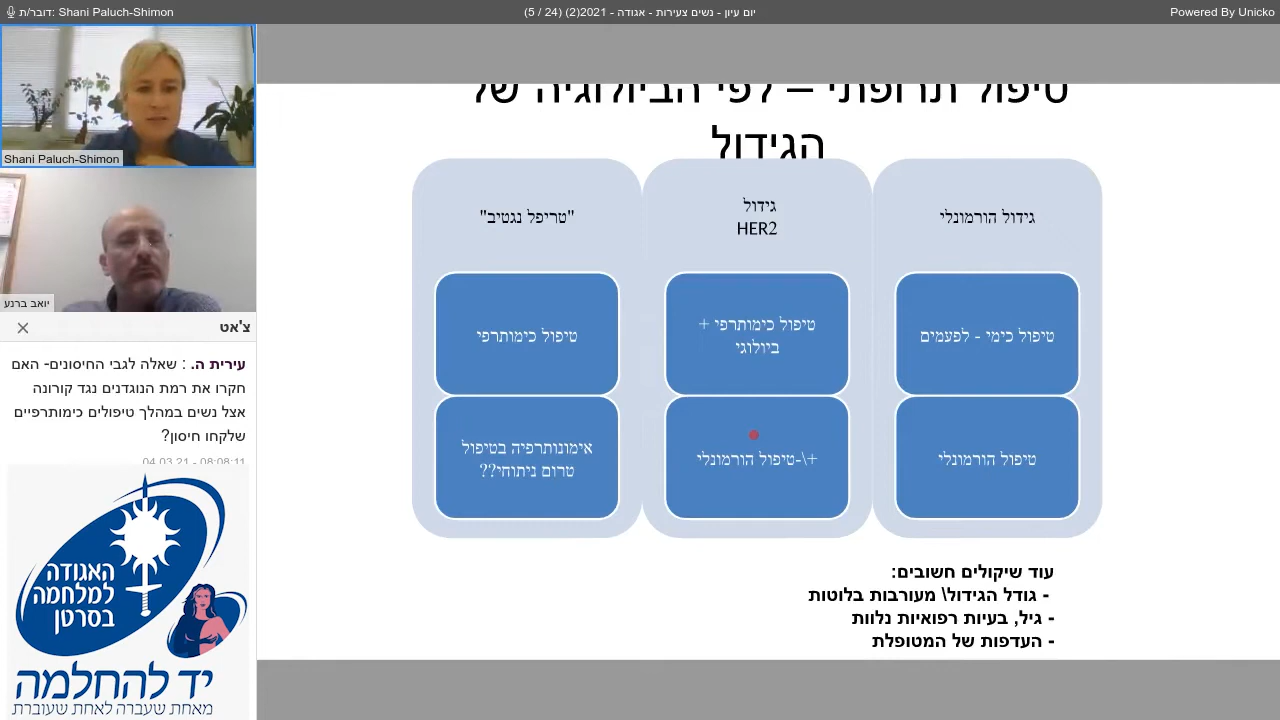 דובר/ת: Shani Paluch-Shimon
יום עיון - נשים צעירות - אגודה - 2021(2) (24 / 5)
Powered By Unicko
Shani Paluch-Shimon
יואב ברנע
צ'אט
עירית ה. : שאלה לגבי החיסונים- האם
חקרו את רמת הנוגדנים נגד קורונה
אצל נשים במהלך טיפולים כימותרפיים
שלקחו חיסון?
04.03.21 - 08:08:11
האגודה
למלחמה
בסרטן
יד להחלמה
מאחת שעברה לאחת שעוברת
טיפול תרופתי – לפי הביולוגיה של
הגידול
גידול הורמונלי
טיפול כימי - לפעמים
טיפול הורמונלי
גידול
HER2
טיפול כימותרפי +
ביולוגי
+\-טיפול הורמונלי
"טריפל נגטיב"
טיפול כימותרפי
אימונותרפיה בטיפול
טרום ניתוחי??
עוד שיקולים חשובים:
- גודל הגידול\ מעורבות בלוטות
- גיל, בעיות רפואיות נלוות
- העדפות של המטופלת